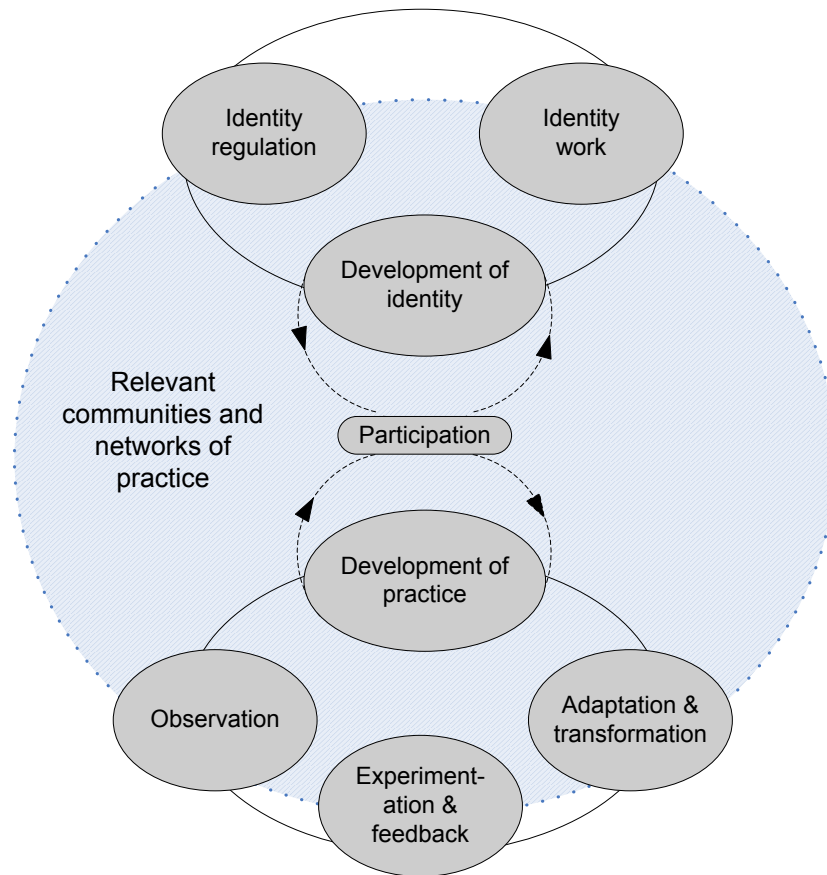 Identity
regulation
Identity
work
Development of
identity
Relevant
communities and
networks of
practice
Participation
Development of
practice
Observation
Adaptation &
transformation
Experiment-
ation &
feedback